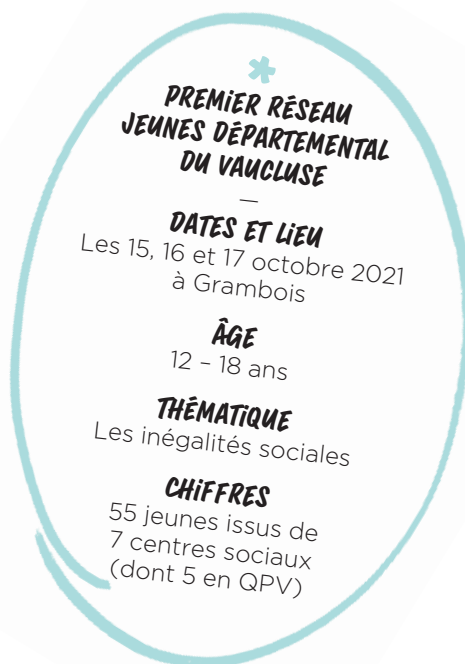 *
PREMIER RÉSEAU
JEUNES DÉPARTEMENTAL
DU VAUCLUSE
—
DATES ET LIEU
Les 15, 16 et 17 octobre 2021
à Grambois
ÂGE
12 – 18 ans
THÉMATIQUE
Les inégalités sociales
CHIFFRES
55 jeunes issus de
7 centres sociaux
(dont 5 en QPV)